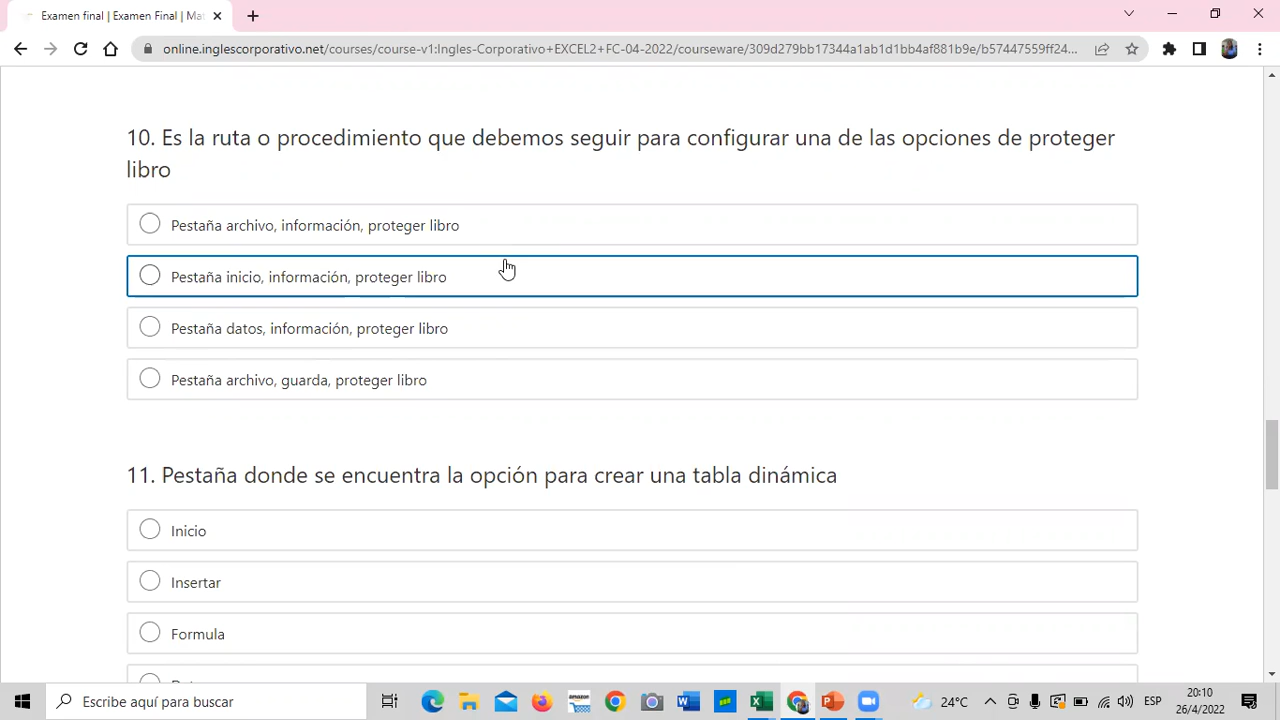 Examen final | Examen Final | Ma
online.inglescorporativo.net/courses/course-v1:Ingles-Corporativo+EXCEL2+FC-04-2022/courseware/309d279bb17344a1ab1d1bb4af881b9e/b57447559ff24...
10. Es la ruta o procedimiento que debemos seguir para configurar una de las opciones de proteger
libro
Pestaña archivo, información, proteger libro
Pestaña inicio, información, proteger libro
Pestaña datos, información, proteger libro
Pestaña archivo, guarda, proteger libro
11. Pestaña donde se encuentra la opción para crear una tabla dinámica
Inicio
Insertar
Formula
Escribe aquí para buscar
amazon
24°C
ESP
20:10
26/4/2022